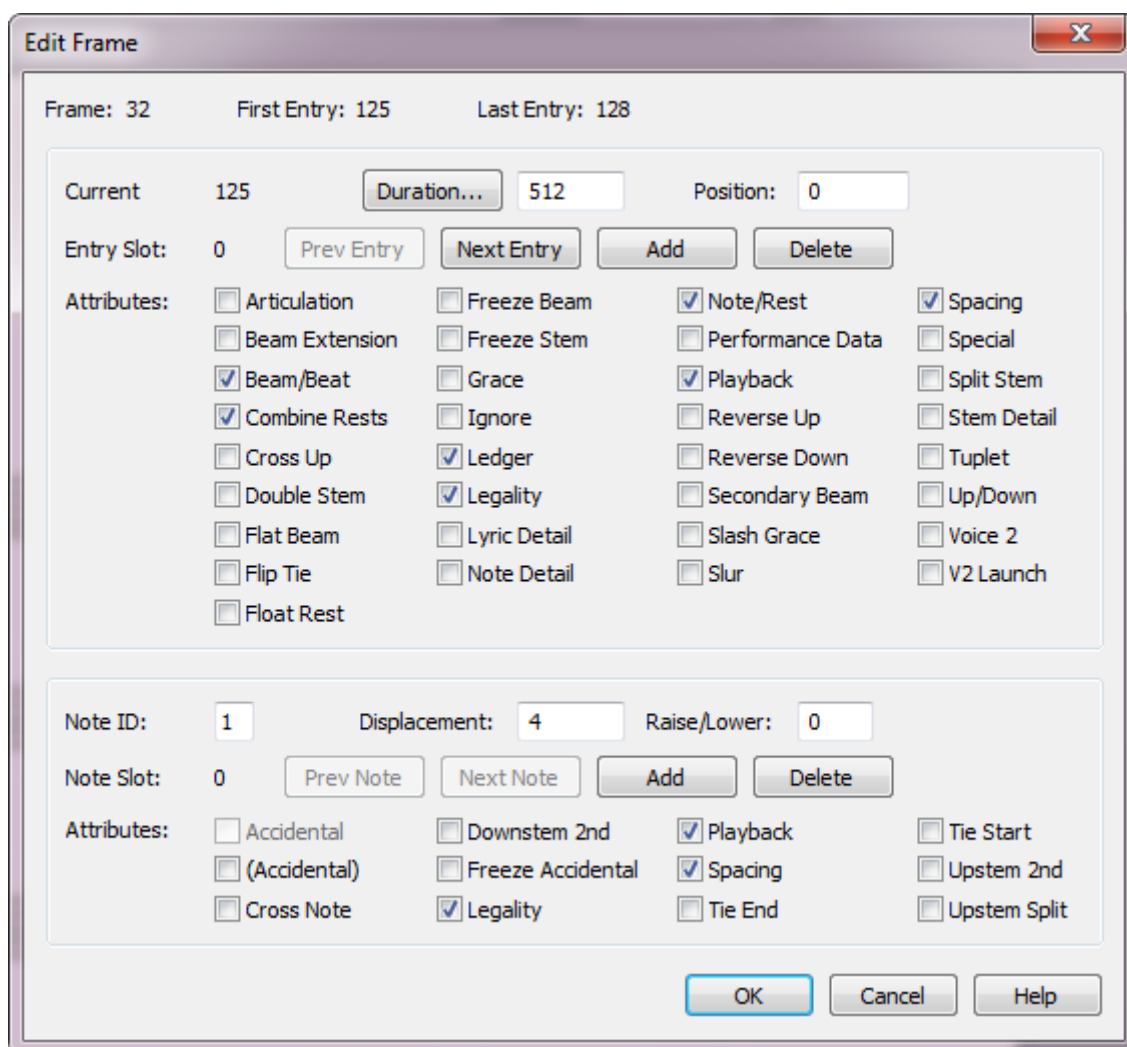 Edit Frame
Frame: 32 First Entry: 125 Last Entry: 128
Current 125 Duration... 512 Position: 0
Entry Slot: 0 Prev Entry Next Entry Add Delete
Attributes: Articulation Freeze Beam Note/Rest Spacing
Beam Extension Freeze Stem Performance Data Special
Beam/Beat Grace Playback Split Stem
Combine Rests Ignore Reverse Up Stem Detail
Cross Up Ledger Reverse Down Tuplet
Double Stem Legality Secondary Beam Up/Down
Flat Beam Lyric Detail Slash Grace Voice 2
Flip Tie Note Detail Slur V2 Launch
Float Rest
Note ID: 1 Displacement: 4 Raise/Lower: 0
Note Slot: 0 Prev Note Next Note Add Delete
Attributes: Accidental Downstem 2nd Playback Tie Start
(Accidental) Freeze Accidental Spacing Upstem 2nd
Cross Note Legality Tie End Upstem Split
OK Cancel Help